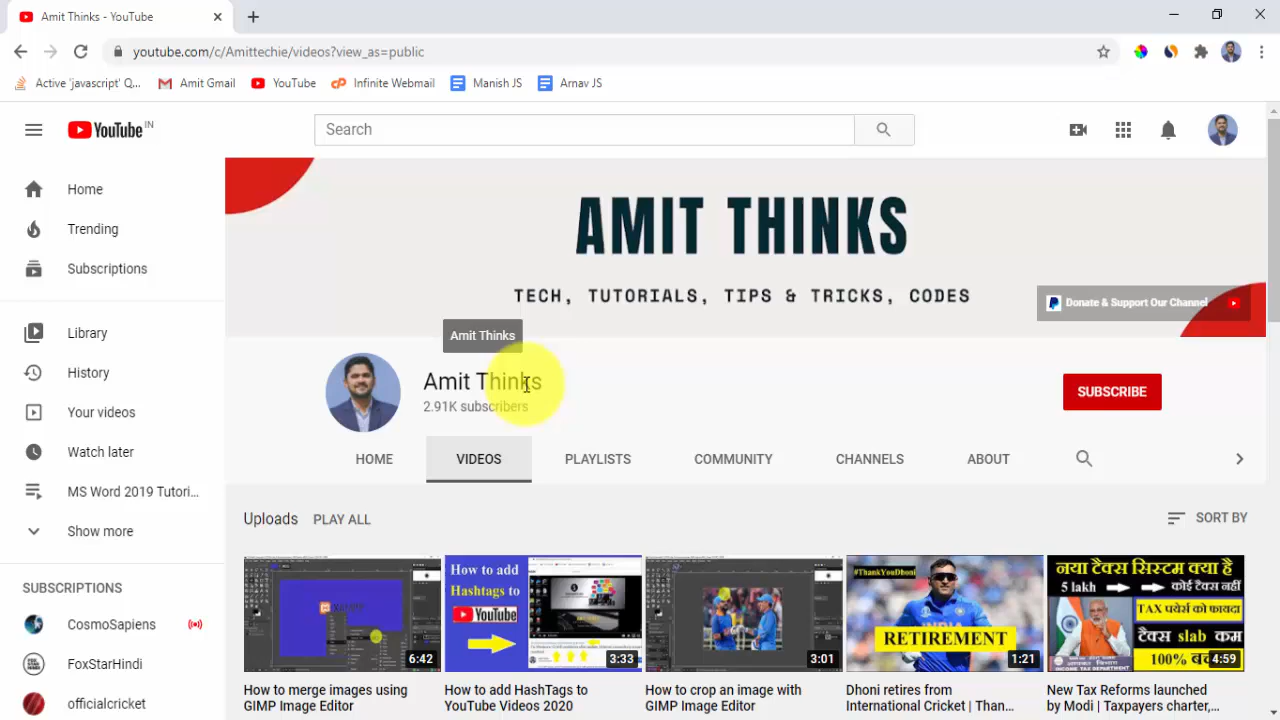 Amit Thinks - YouTube
youtube.com/c/Amittechie/videos?view_as=public
Active 'javascript' Q...
Amit Gmail
YouTube
Infinite Webmail
Manish JS
Arnav JS
YouTube IN
Search
Home
Trending
Subscriptions
Library
History
Your videos
Watch later
MS Word 2019 Tutori...
Show more
SUBSCRIPTIONS
CosmoSapiens
FoxStarHindi
officialcricket
AMIT THINKS
TECH, TUTORIALS, TIPS & TRICKS, CODES
Donate & Support Our Channel
Amit Thinks
Amit Thinks
2.91K subscribers
SUBSCRIBE
HOME
VIDEOS
PLAYLISTS
COMMUNITY
CHANNELS
ABOUT
Uploads
PLAY ALL
SORT BY
6:42
How to merge images using
GIMP Image Editor
How to add
Hashtags to
YouTube
3:33
How to add HashTags to
YouTube Videos 2020
3:01
How to crop an image with
GIMP Image Editor
#ThankYouDhoni
INDIA
RETIREMENT
1:21
Dhoni retires from
International Cricket | Than...
नया टैक्स सिस्टम क्या है
5 lakh
कोई टैक्स नहीं
TAX पयेर्स को फायदा
टैक्स slab कम
100% ब
4:59
New Tax Reforms launched
by Modi | Taxpayers charter,...